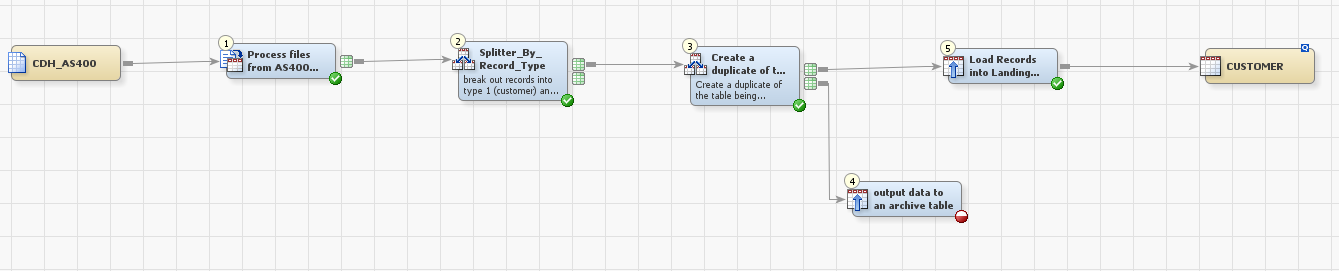 CDH_AS400
1
Process files
from AS400...
2
Splitter_By_
Record_Type
break out records into
type 1 (customer) an...
3
Create a
duplicate of t...
Create a duplicate of
the table being...
5
Load Records
into Landing...
CUSTOMER
4
output data to
an archive table